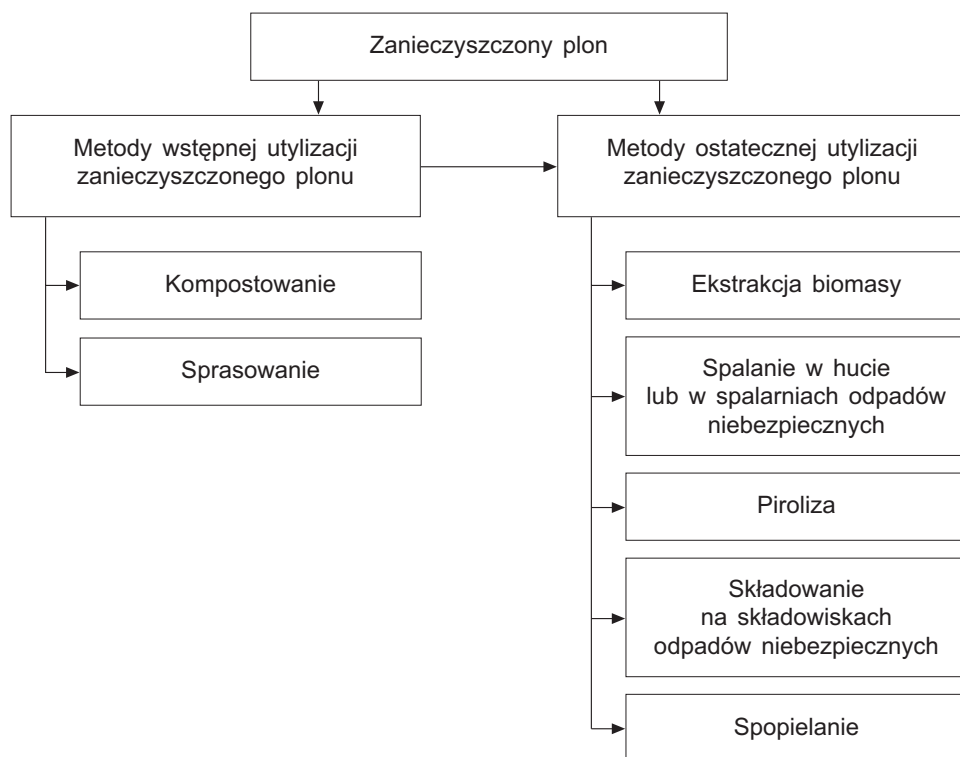 Zanieczyszczony plon
Metody wstępnej utylizacji
zanieczyszczonego plonu
Kompostowanie
Sprasowanie
Metody ostatecznej utylizacji
zanieczyszczonego plonu
Ekstrakcja biomasy
Spalanie w hucie
lub w spalarniach odpadów
niebezpiecznych
Piroliza
Składowanie
na składowiskach
odpadów niebezpiecznych
Spopielanie